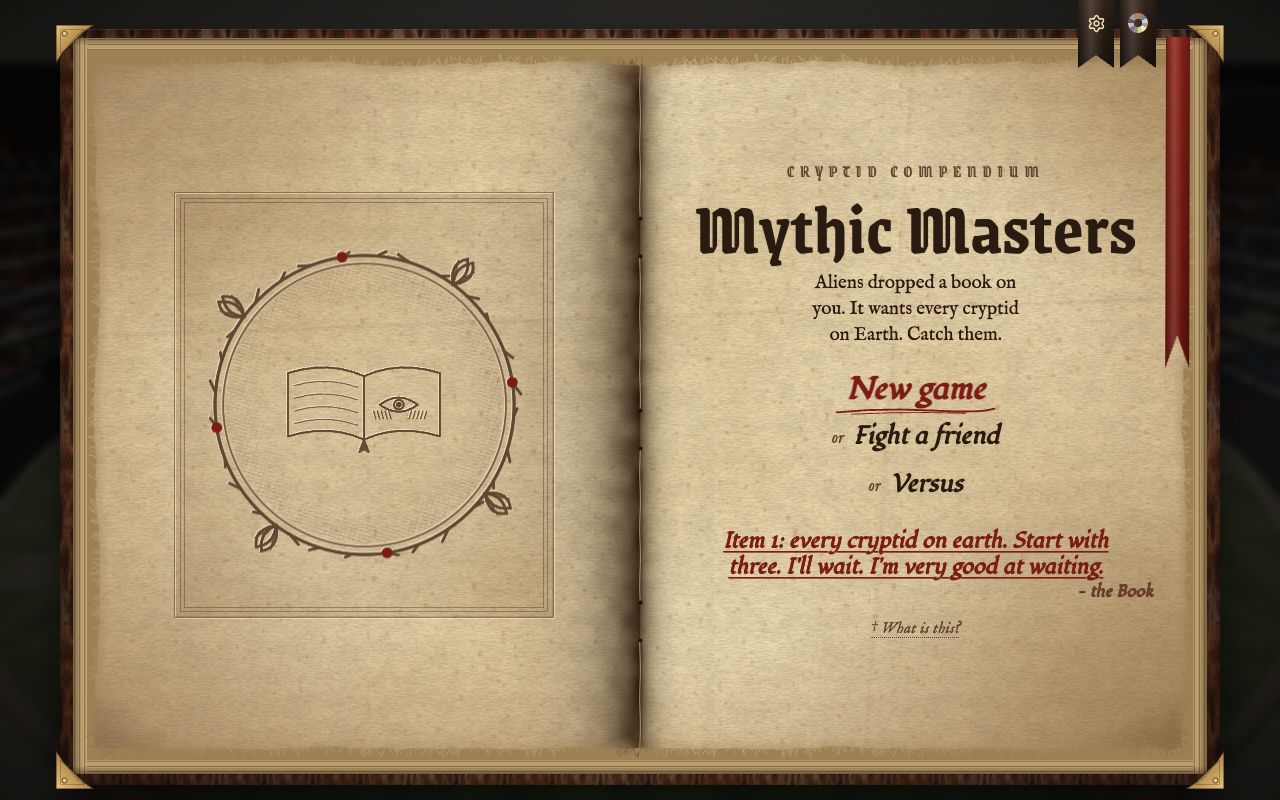 CRYPTID COMPENDIUM
Mythic Masters
Aliens dropped a book on
you. It wants every cryptid
on Earth. Catch them.
New game
or Fight a friend
or Versus
Item 1: every cryptid on earth. Start with
three. I'll wait. I'm very good at waiting.
- the Book
† What is this?